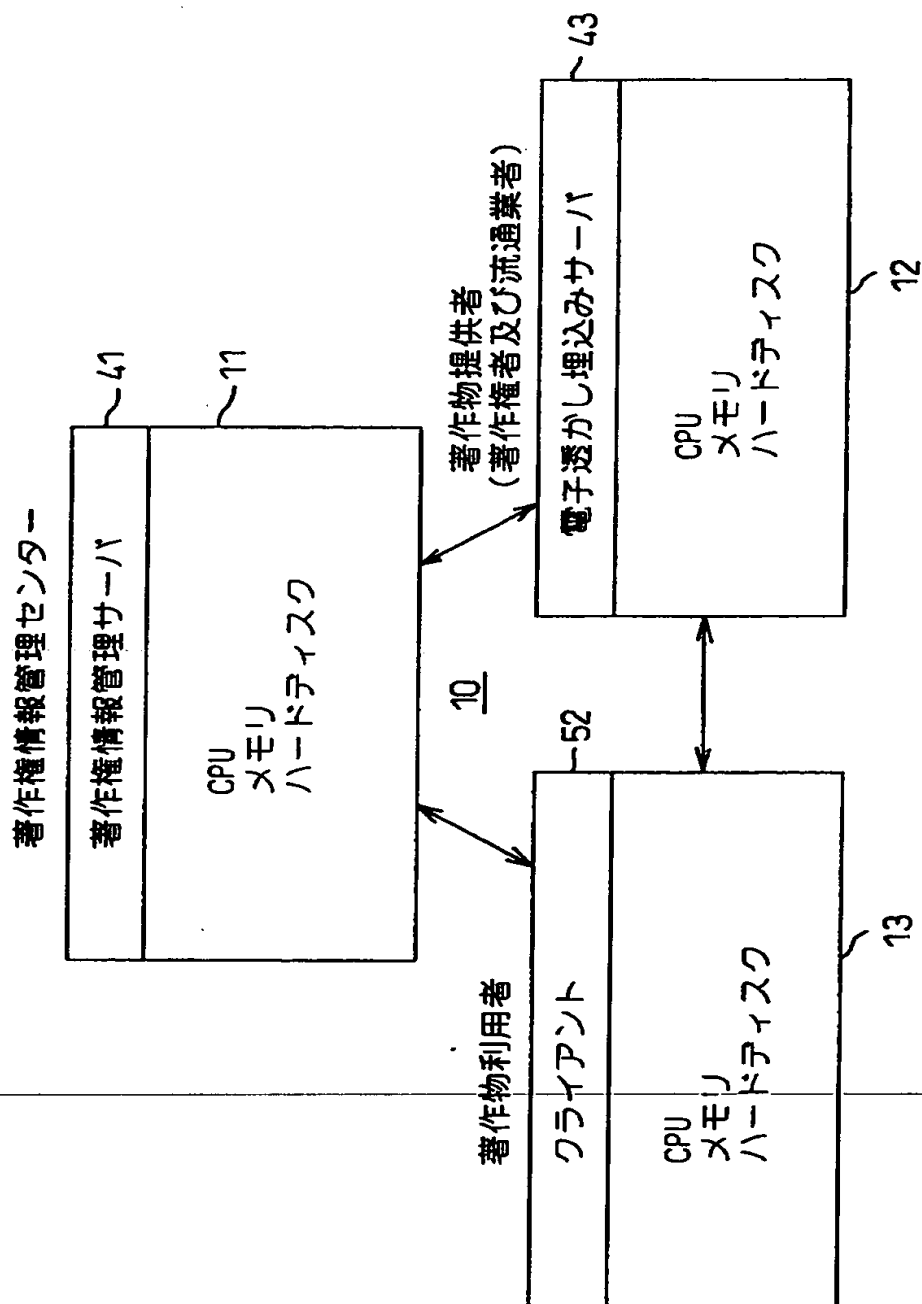 著作権情報管理センター
著作権情報管理サーバ
41
CPU
メモリ
ハードディスク
11
10
著作物利用者
クライアント
52
CPU
メモリ
ハードディスク
13
著作物提供者
(著作権者及び流通業者)
電子透かし埋込みサーバ
43
CPU
メモリ
ハードディスク
12